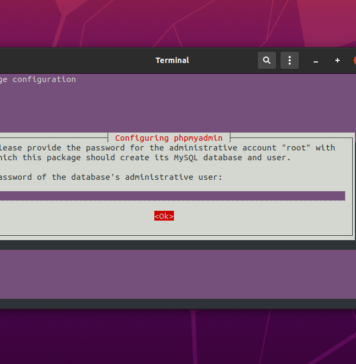 Terminal
ge configuration
Configuring phpmyadmin
lease provide the password for the administrative account "root" with
hich this package should create its MySQL database and user.
assword of the database's administrative user:
<Ok>